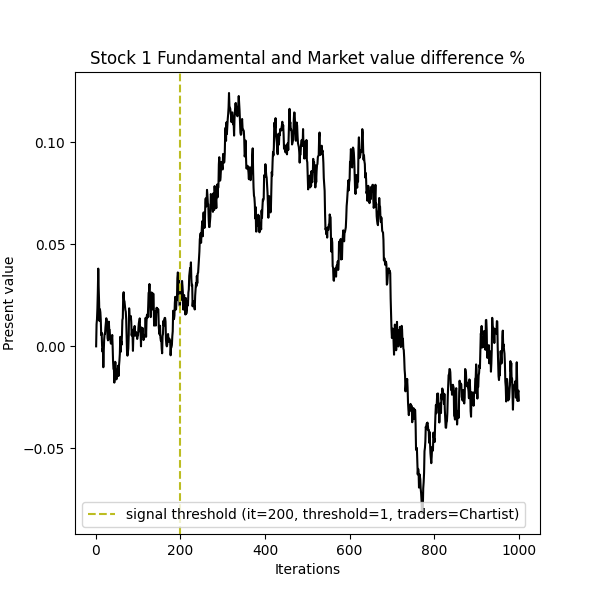 Stock 1 Fundamental and Market value difference %
Present value
0.10
0.05
0.00
−0.05
signal threshold (it=200, threshold=1, traders=Chartist)
0 200 400 600 800 1000
Iterations